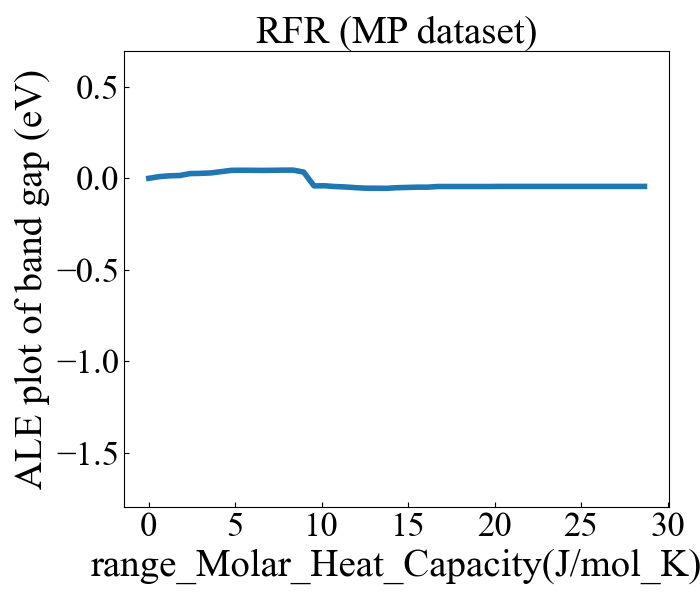 RFR (MP dataset)
ALE plot of band gap (eV)
0.5
0.0
−0.5
−1.0
−1.5
0 5 10 15 20 25 30
range_Molar_Heat_Capacity(J/mol_K)